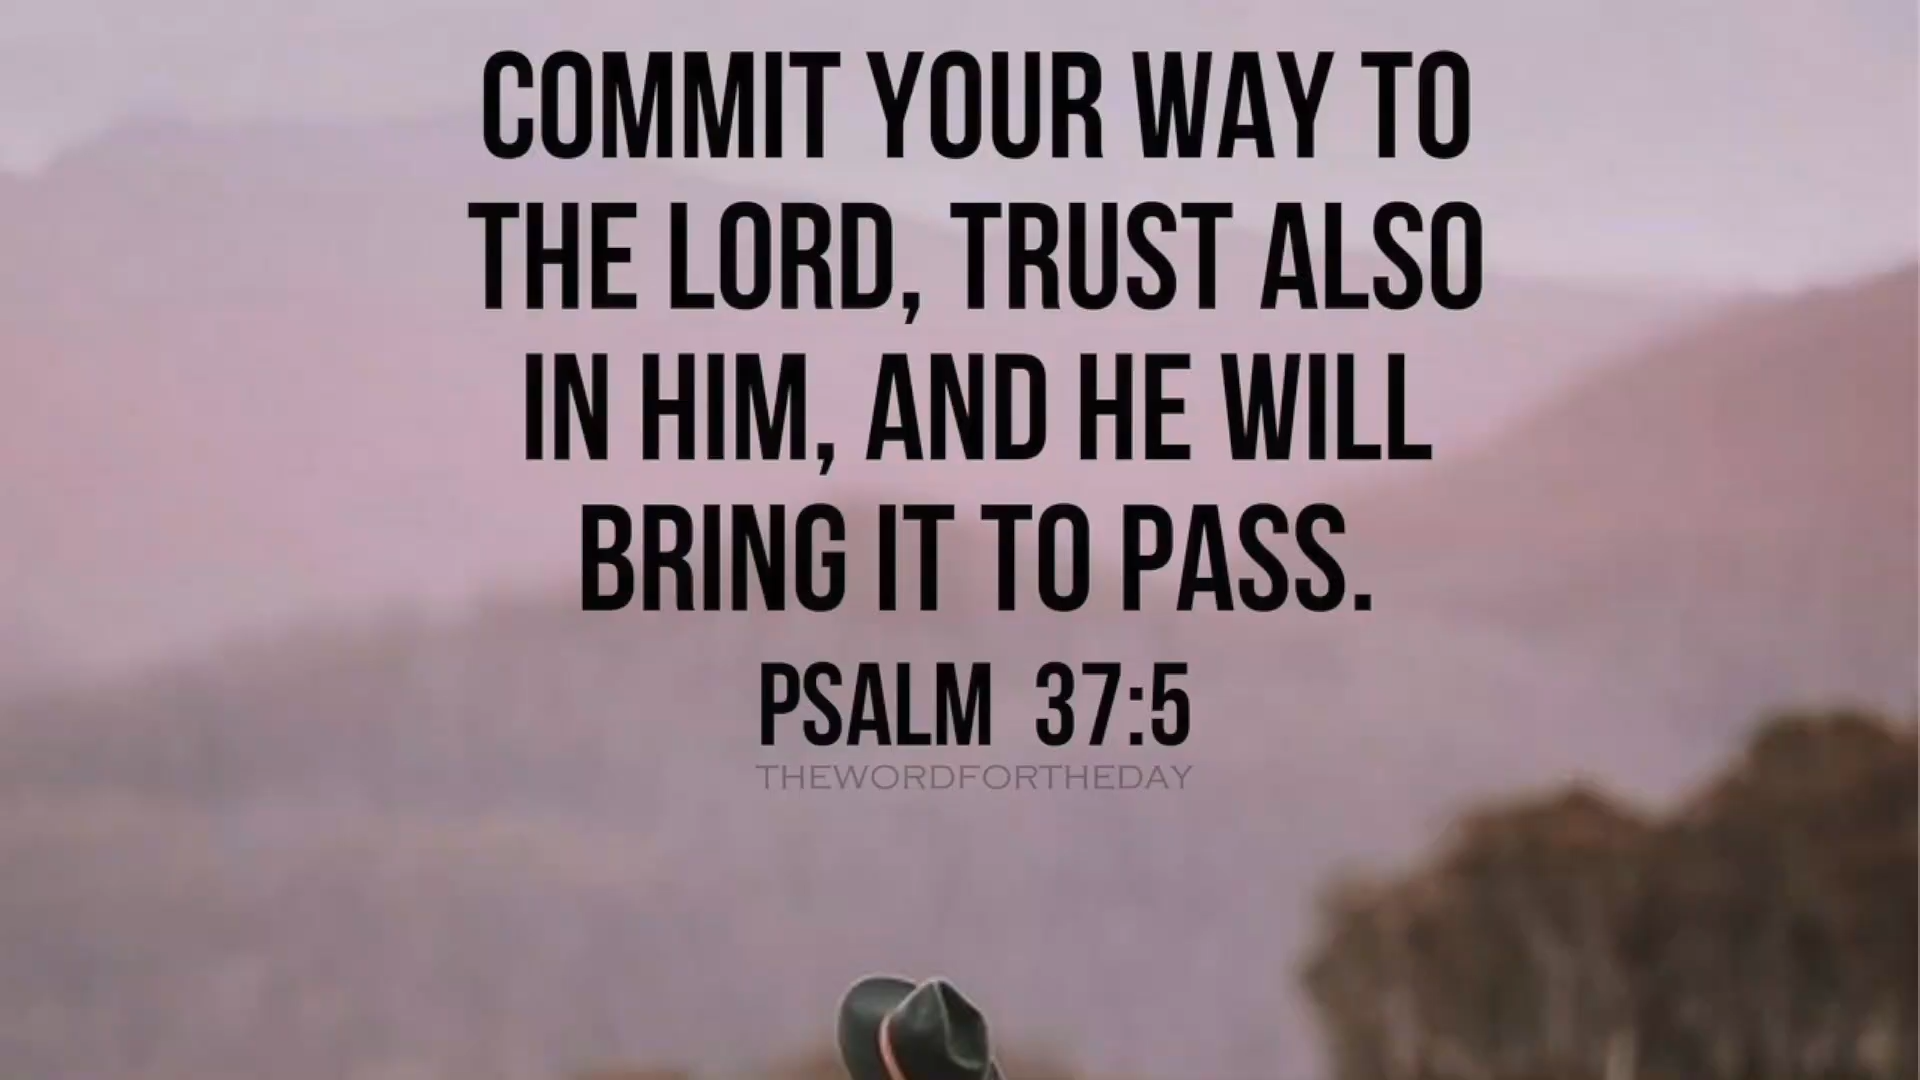 COMMIT YOUR WAY TO
THE LORD, TRUST ALSO
IN HIM, AND HE WILL
BRING IT TO PASS.
PSALM 37:5
THEWORDFORTHEDAY